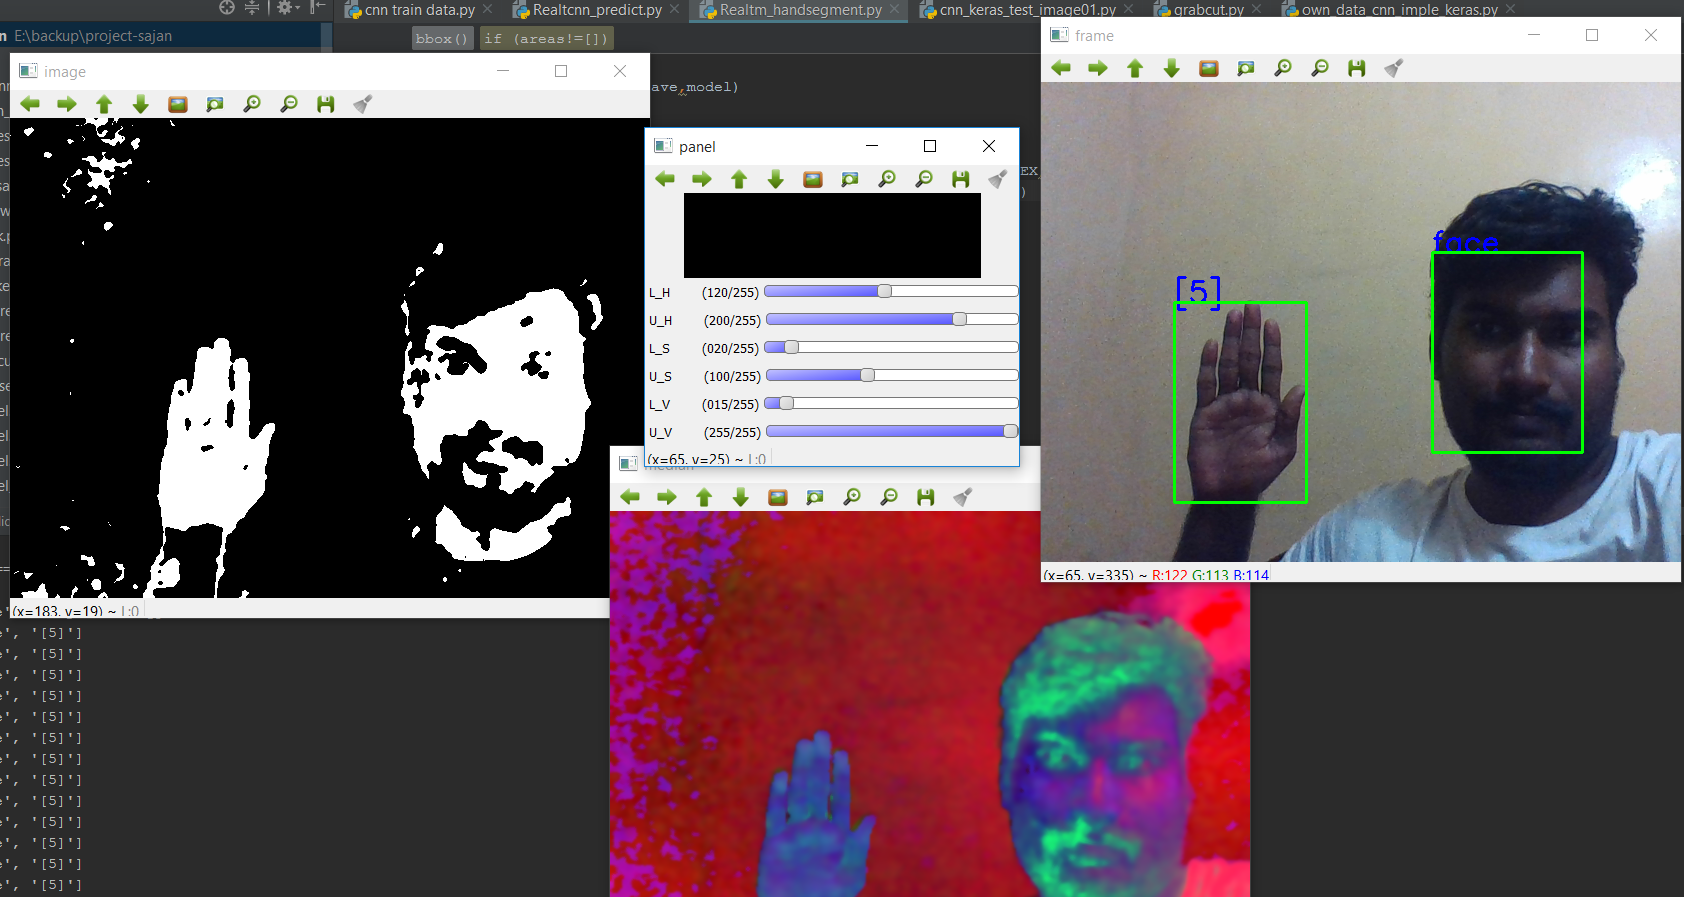 cnn train data.py
Realtcnn_predict.py
Realtm_handsegment.py
cnn_keras_test_image01.py
grabcut.py
own_data_cnn_imple_keras.py
E:\backup\project-sajan
bbox()
if (areas!=[])
ave,model)
image
(x=183, y=19) ~ L:0
panel
L_H (120/255)
U_H (200/255)
L_S (020/255)
U_S (100/255)
L_V (015/255)
U_V (255/255)
(x=65, y=25) ~ L:0
median
frame
face
[5]
(x=65, y=335) ~ R:122 G:113 B:114
', '[5]']
', '[5]']
', '[5]']
', '[5]']
', '[5]']
', '[5]']
', '[5]']
', '[5]']
', '[5]']
', '[5]']
', '[5]']
', '[5]']
', '[5]']